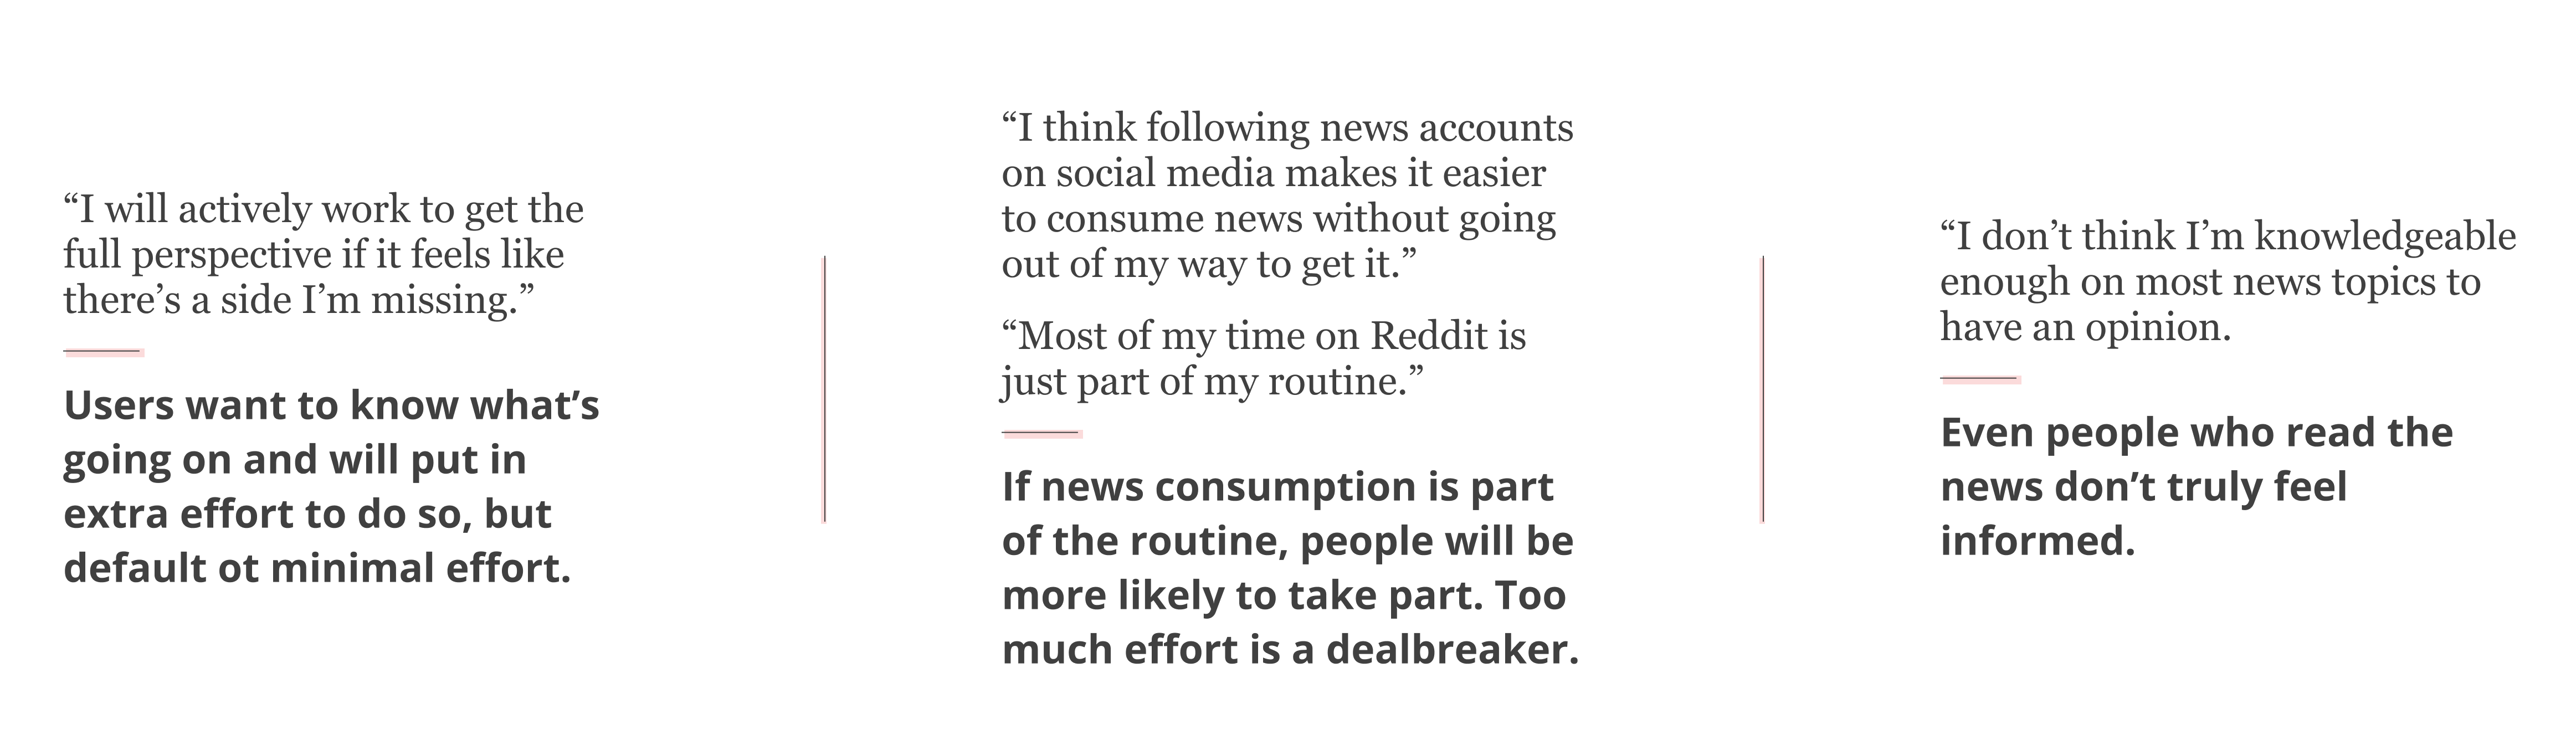 “I will actively work to get the
full perspective if it feels like
there’s a side I’m missing.”
Users want to know what’s
going on and will put in
extra effort to do so, but
default ot minimal effort.
“I think following news accounts
on social media makes it easier
to consume news without going
out of my way to get it.”
“Most of my time on Reddit is
just part of my routine.”
If news consumption is part
of the routine, people will be
more likely to take part. Too
much effort is a dealbreaker.
“I don’t think I’m knowledgeable
enough on most news topics to
have an opinion.
Even people who read the
news don’t truly feel
informed.